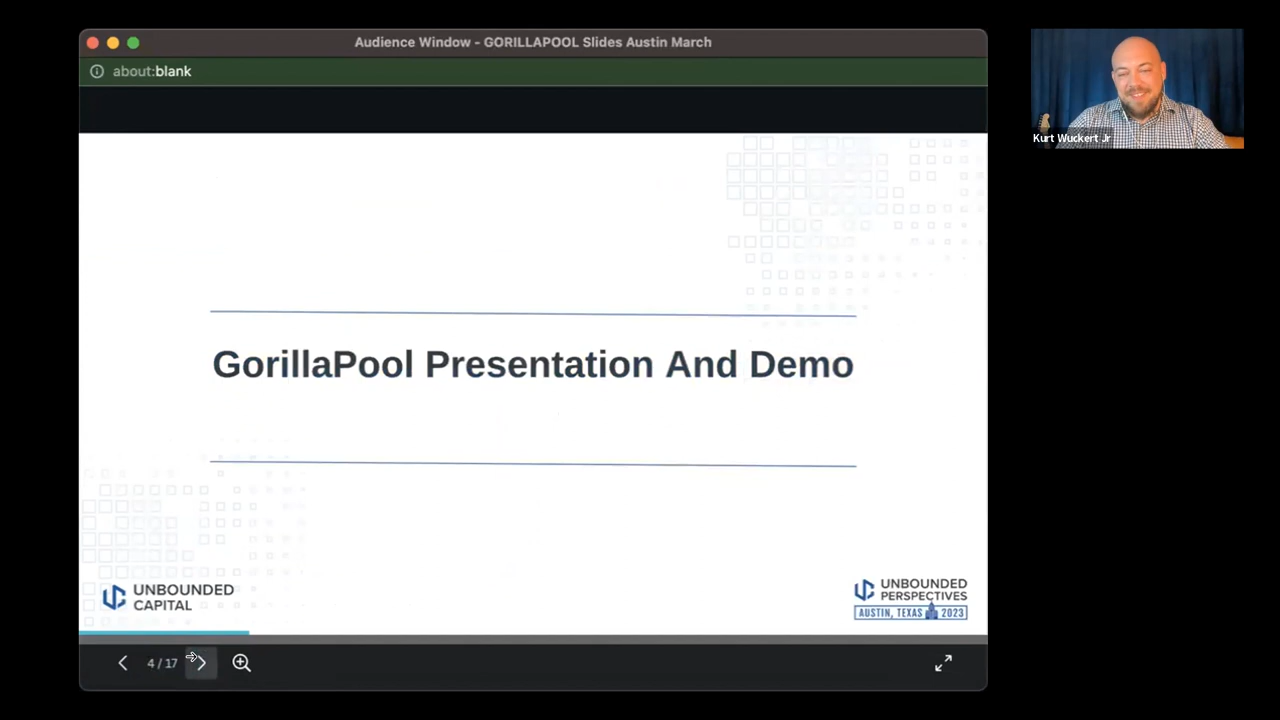 Audience Window - GORILLAPOOL Slides Austin March
about:blank
Kurt Wuckert Jr
GorillaPool Presentation And Demo
UNBOUNDED
CAPITAL
UNBOUNDED
PERSPECTIVES
AUSTIN, TEXAS 2023
4 / 17